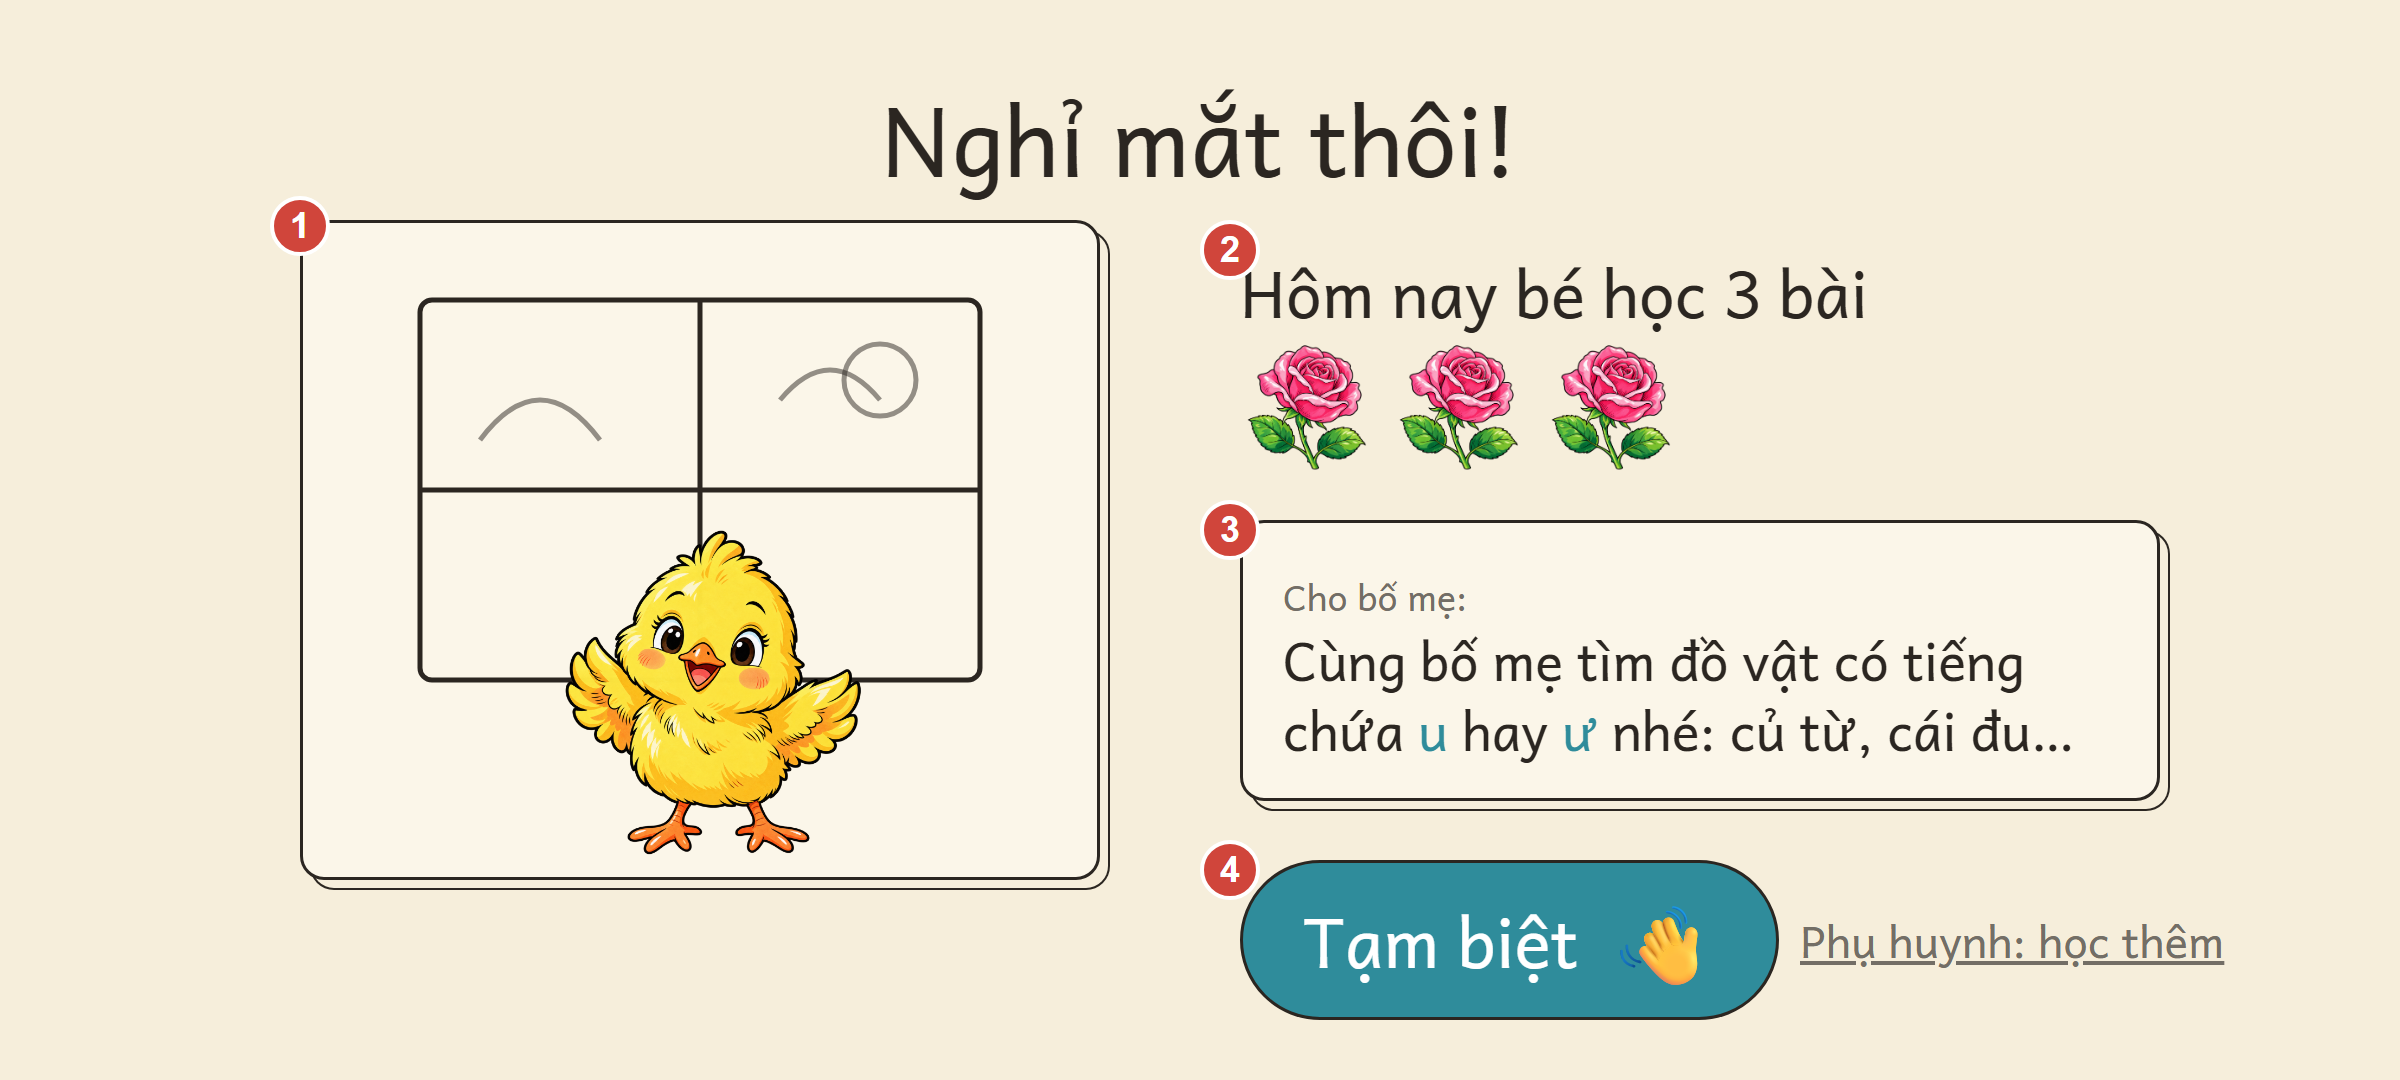 Nghỉ mắt thôi!
1
2
Hôm nay bé học 3 bài
3
Cho bố mẹ:
Cùng bố mẹ tìm đồ vật có tiếng
chứa u hay ư nhé: củ từ, cái đu...
4
Tạm biệt
Phụ huynh: học thêm